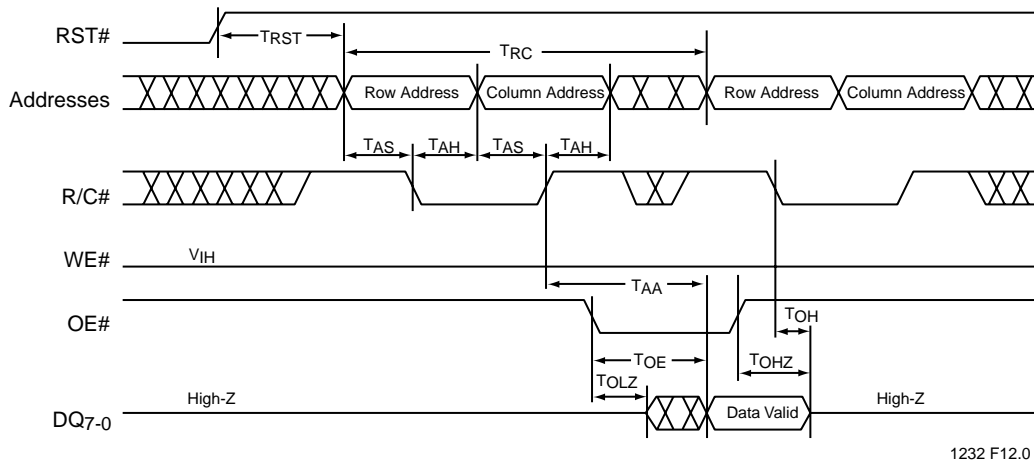 RST#
TRST
TRC
Addresses
Row Address
Column Address
Row Address
Column Address
TAS
TAH
TAS
TAH
R/C#
WE#
VIH
TAA
OE#
TOH
TOE
TOHZ
TOLZ
High-Z
Data Valid
High-Z
DQ7-0
1232 F12.0